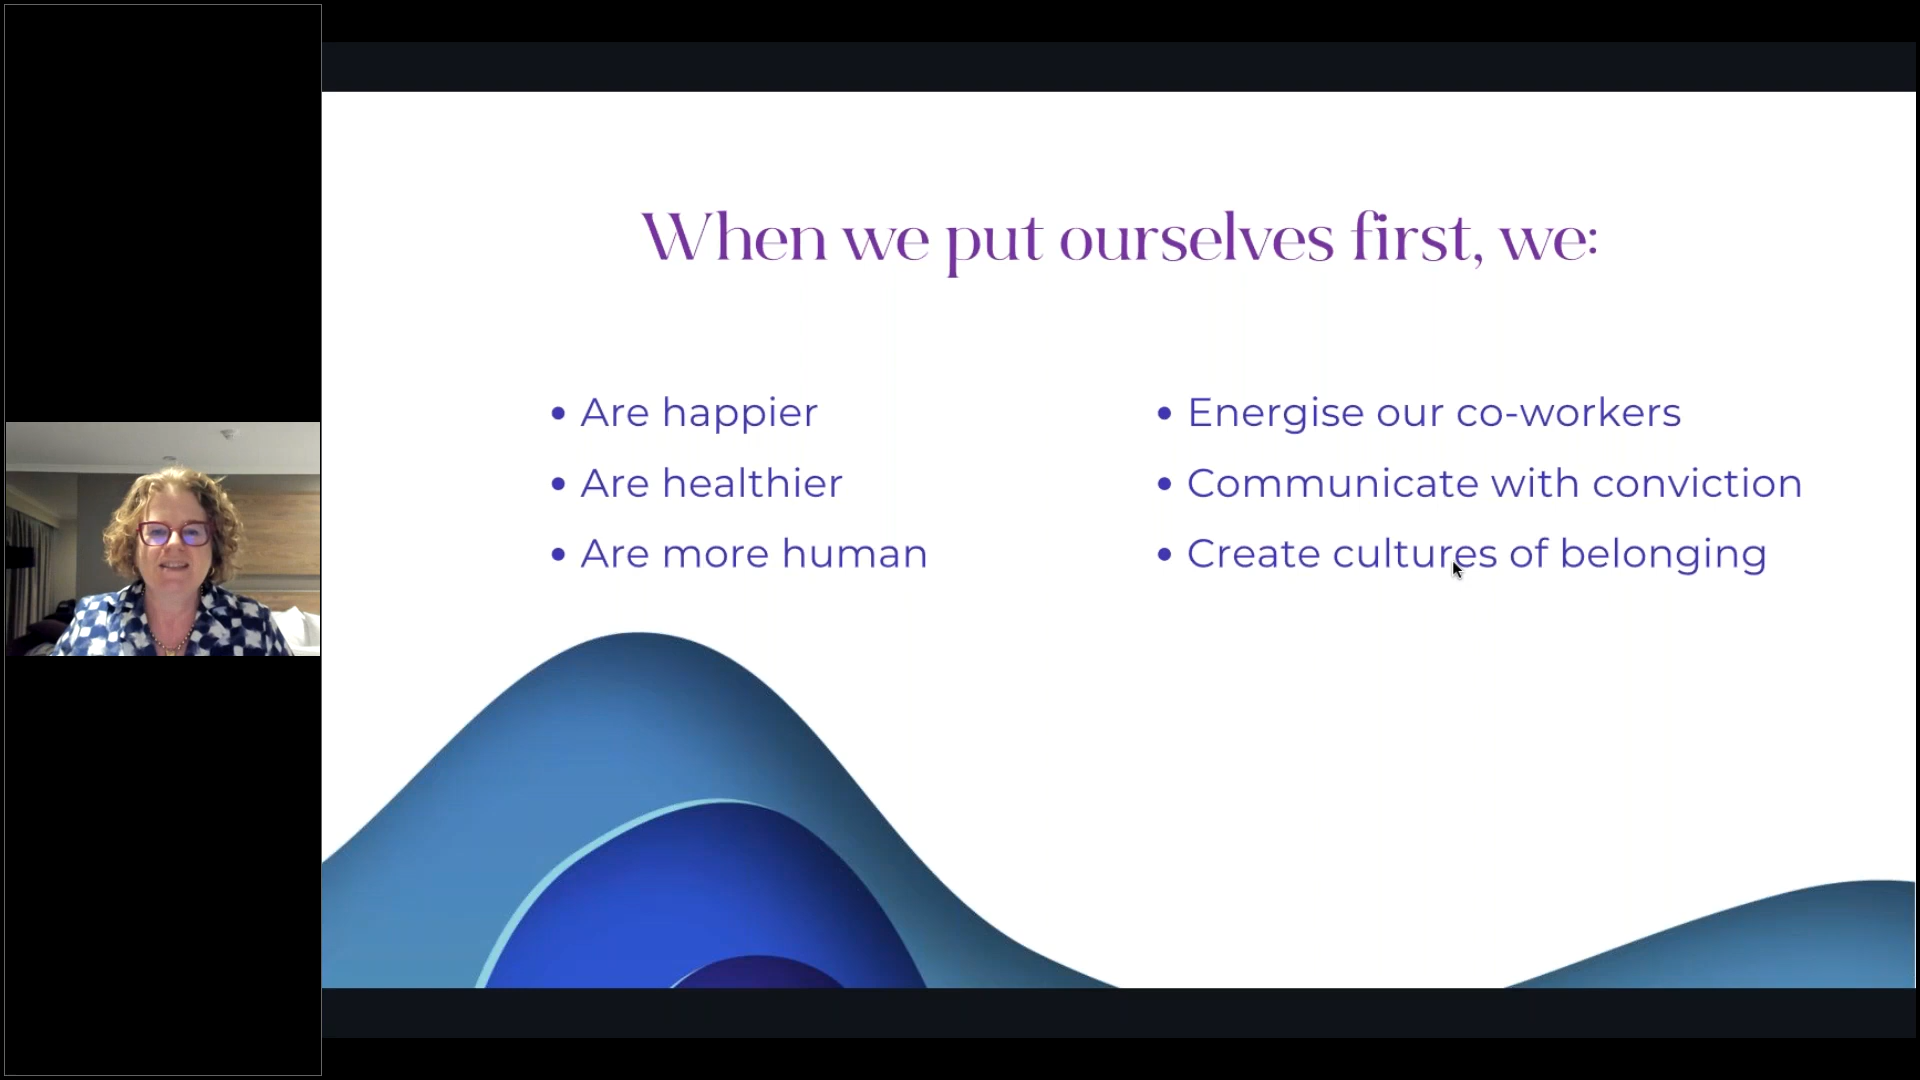 When we put ourselves first, we:
• Are happier
• Are healthier
• Are more human
• Energise our co-workers
• Communicate with conviction
• Create cultures of belonging